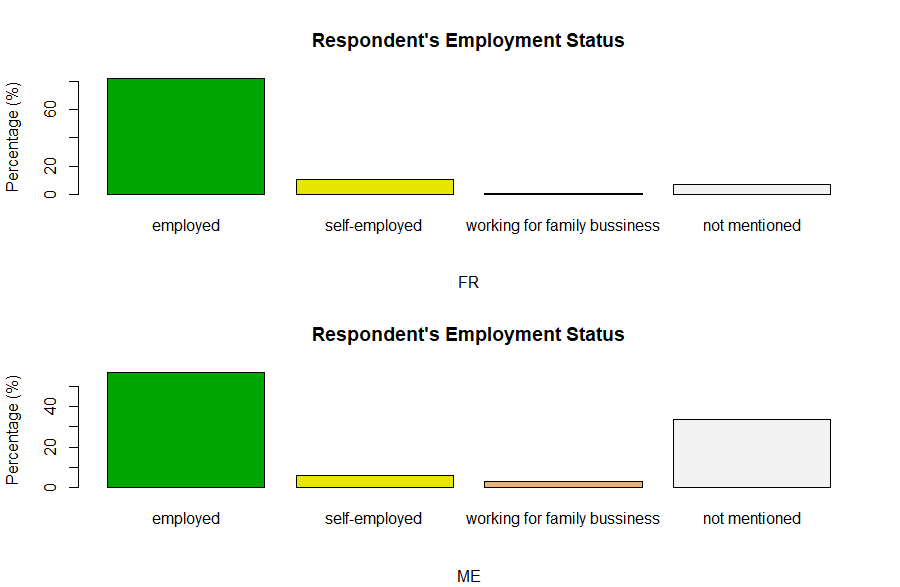 Respondent's Employment Status
Percentage (%)
60
20
0
employed self-employed working for family bussiness not mentioned
FR
Respondent's Employment Status
Percentage (%)
40
20
0
employed self-employed working for family bussiness not mentioned
ME